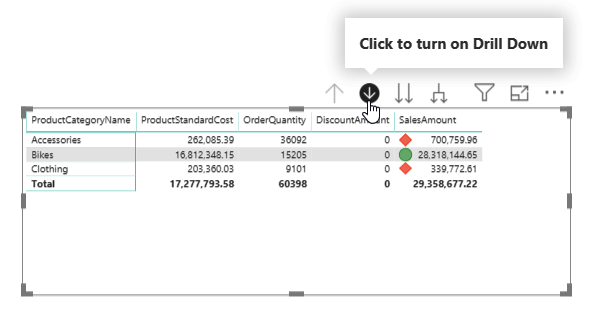 Click to turn on Drill Down
ProductCategoryName ProductStandardCost OrderQuantity DiscountAmount SalesAmount
Accessories 262,085.39 36092 0 700,759.96
Bikes 16,812,348.15 15205 0 28,318,144.65
Clothing 203,360.03 9101 0 339,772.61
Total 17,277,793.58 60398 0 29,358,677.22